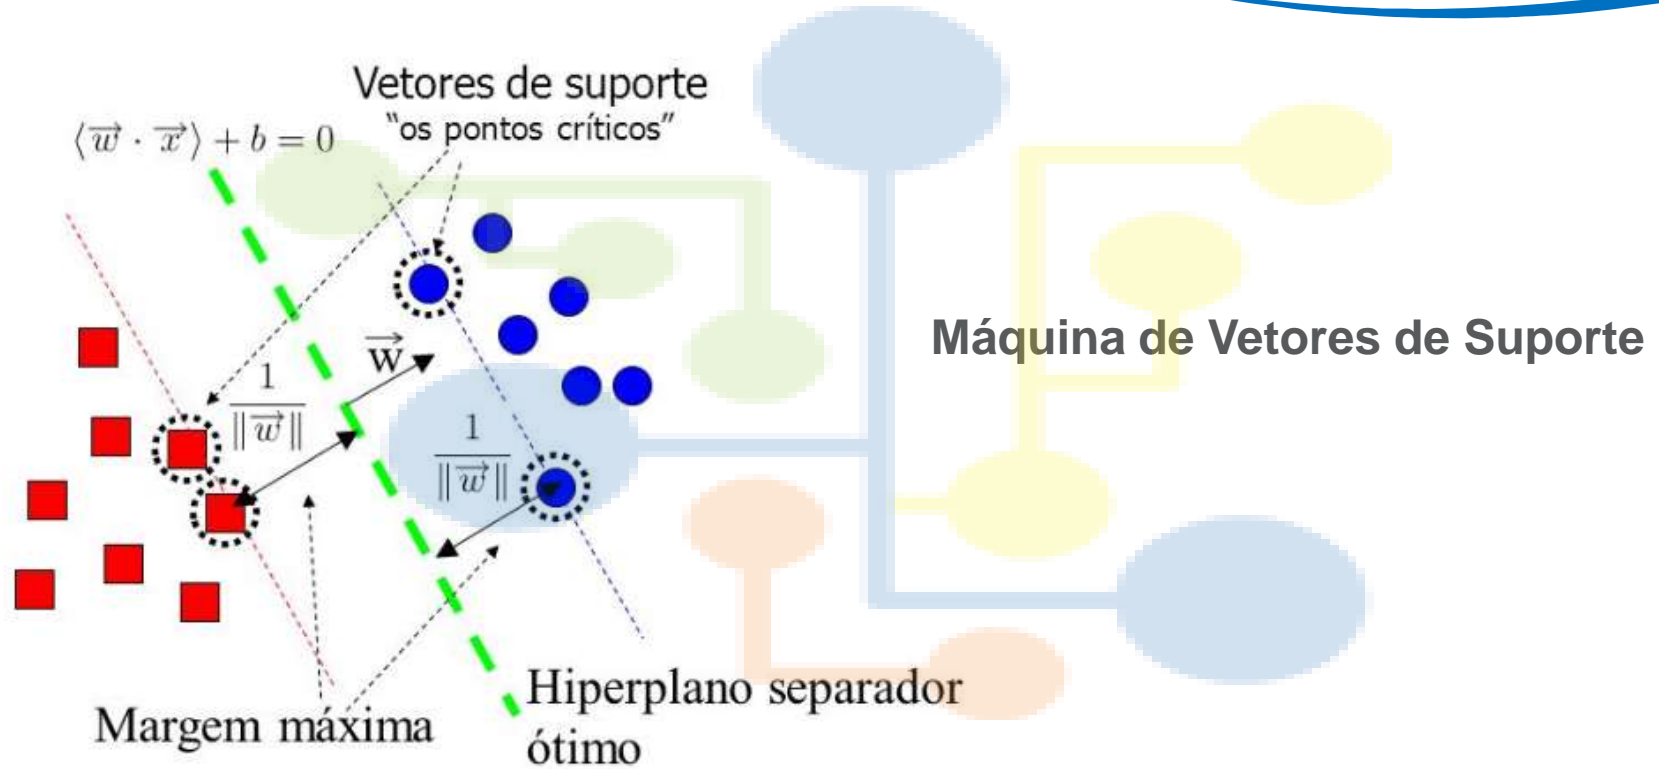 Vetores de suporte
"os pontos críticos"
⟨w⃗ · x⃗⟩ + b = 0
Máquina de Vetores de Suporte
w⃗
1
‖w⃗‖
1
‖w⃗‖
Hiperplano separador
ótimo
Margem máxima